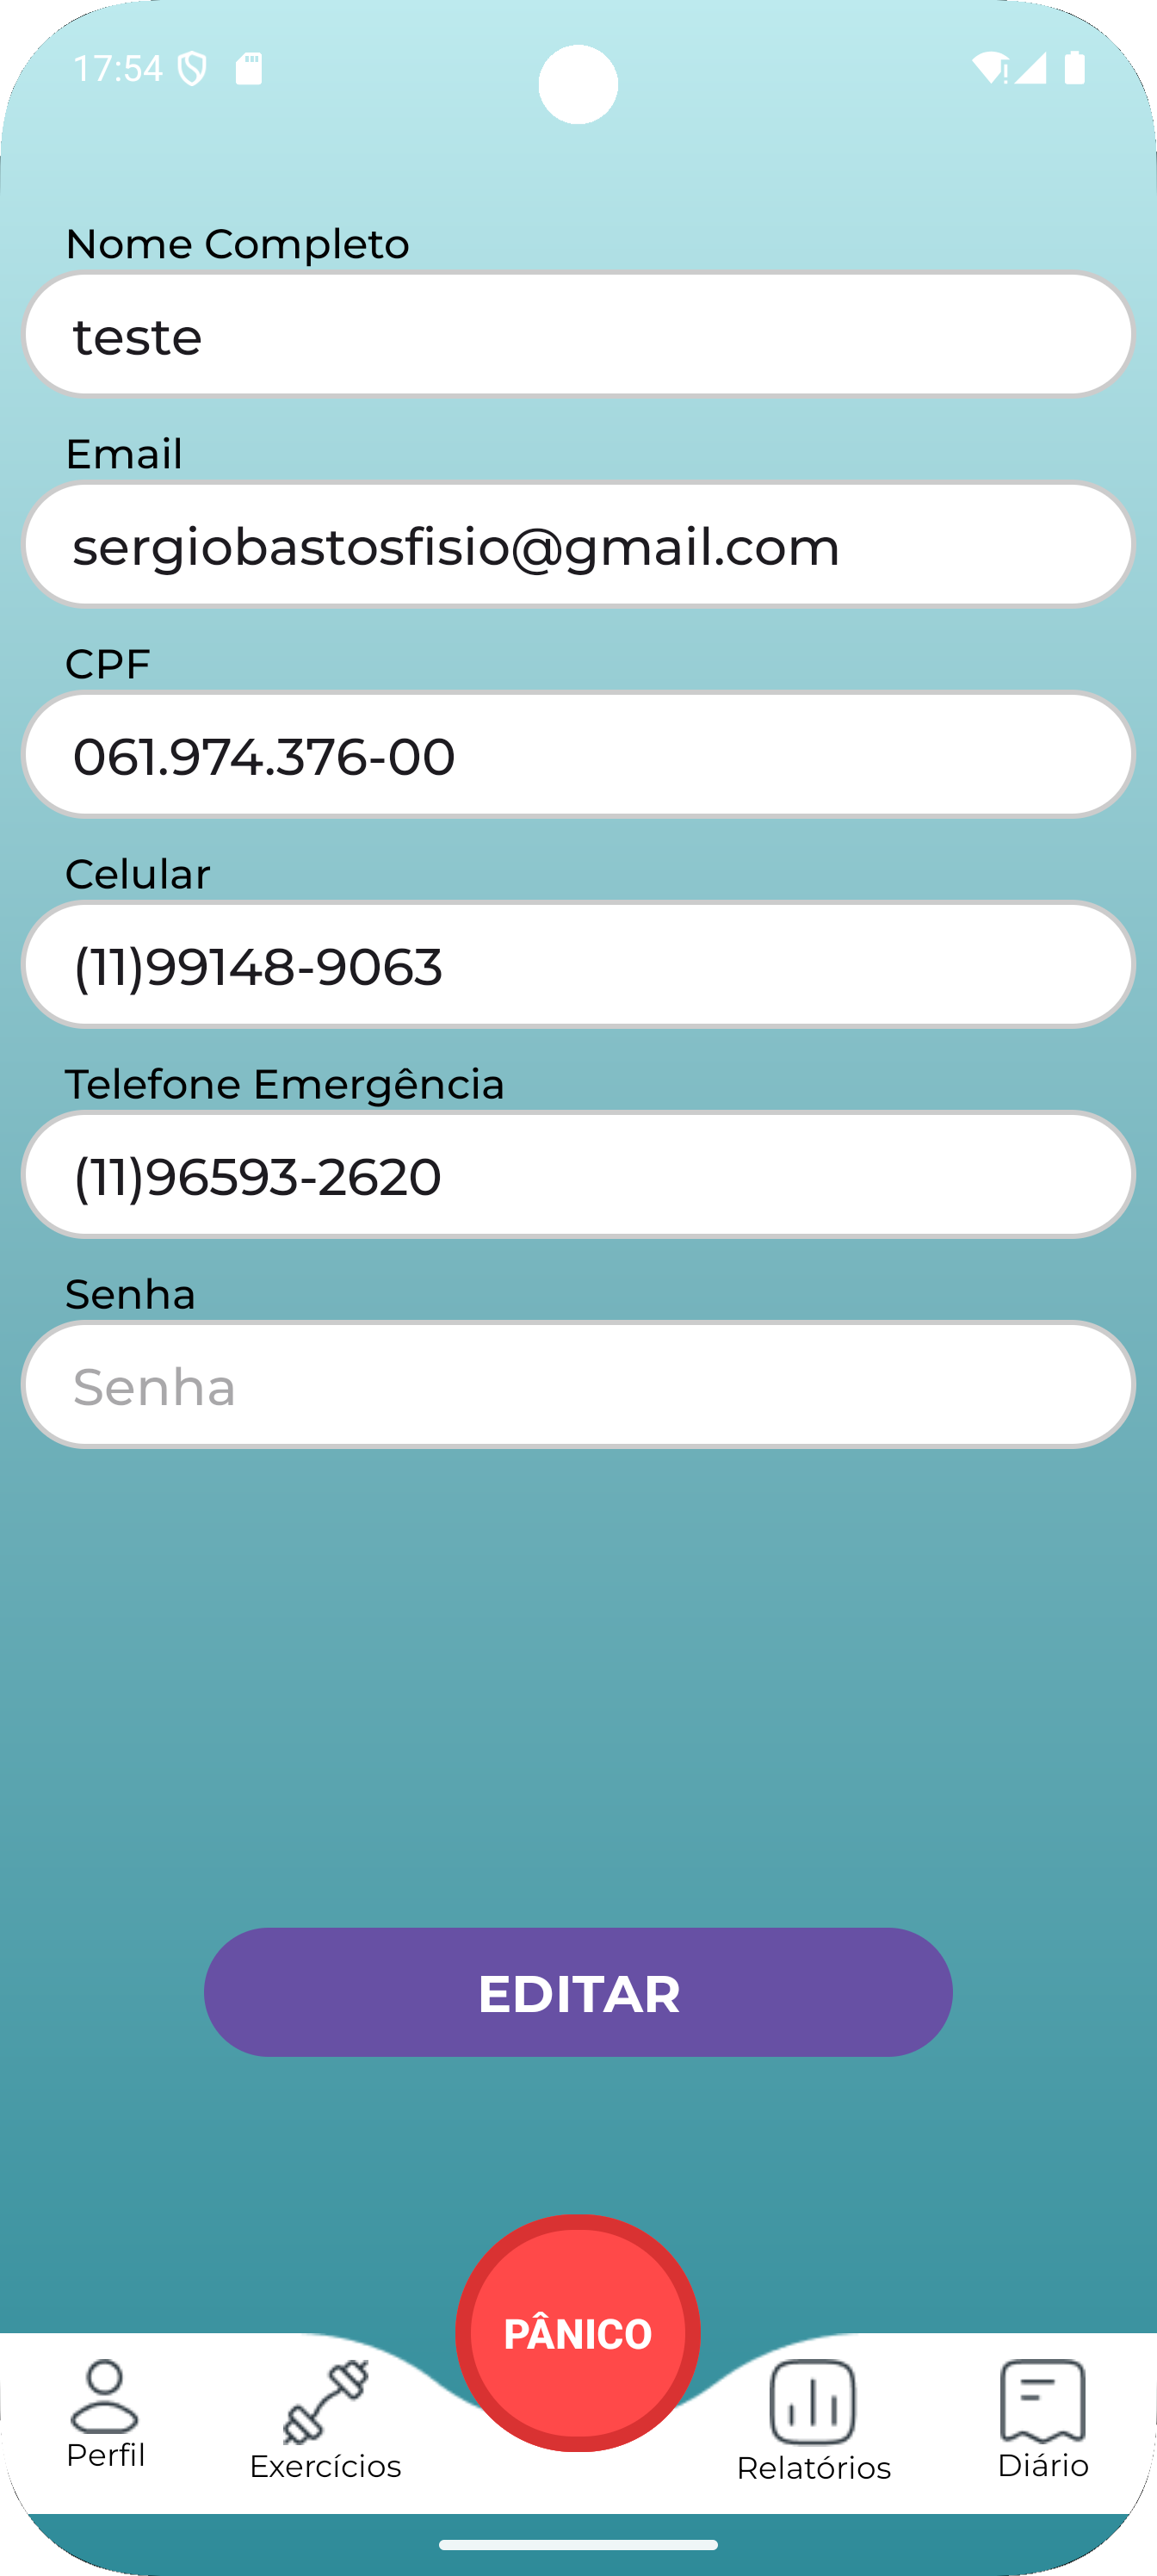 17:54
Nome Completo
teste
Email
sergiobastosfisio@gmail.com
CPF
061.974.376-00
Celular
(11)99148-9063
Telefone Emergência
(11)96593-2620
Senha
Senha
EDITAR
PÂNICO
Perfil
Exercícios
Relatórios
Diário